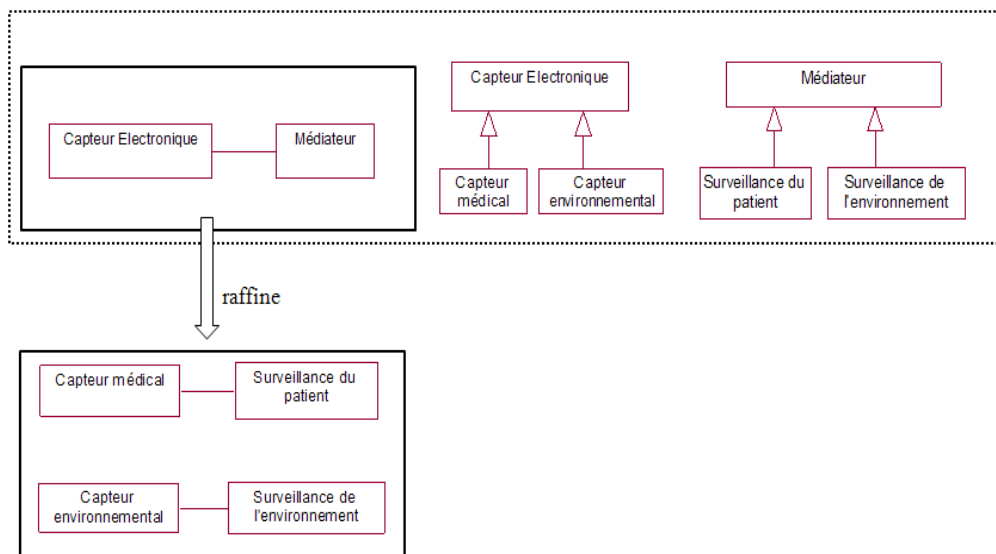 Capteur Electronique
Médiateur
Capteur Electronique
Médiateur
Capteur
médical
Capteur
environnemental
Surveillance du
patient
Surveillance de
l'environnement
raffine
Capteur médical
Surveillance du
patient
Capteur
environnemental
Surveillance de
l'environnement